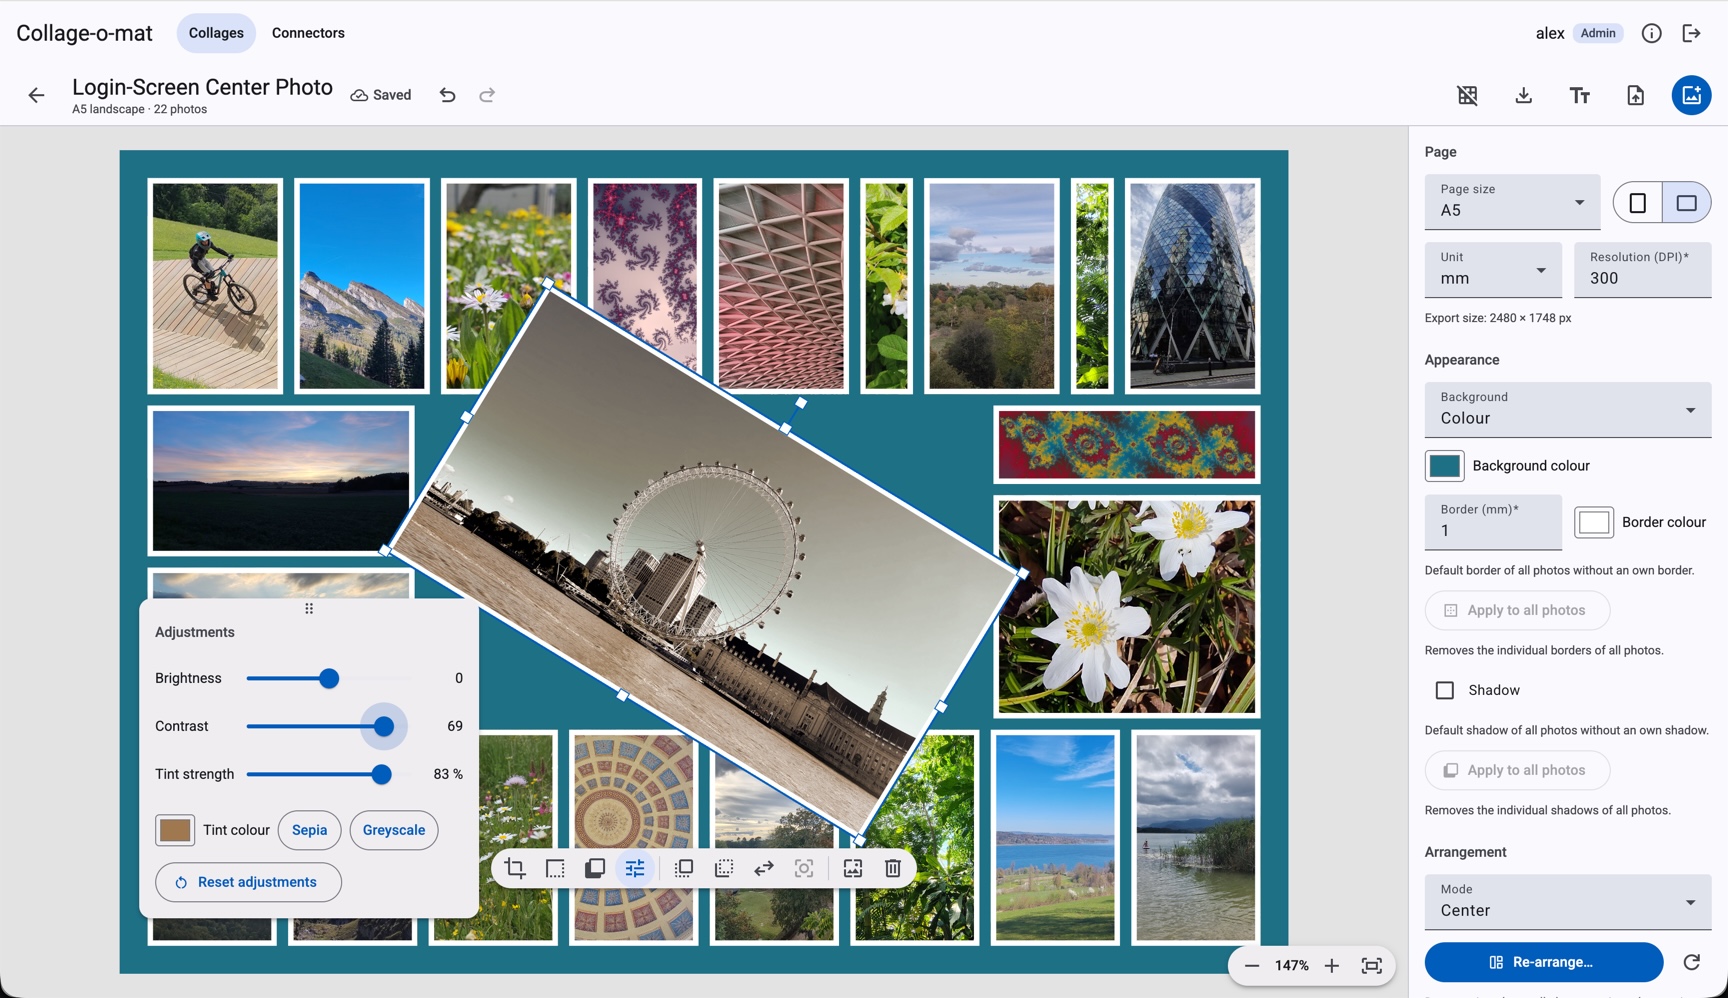 Collage-o-mat
Collages
Connectors
alex
Admin
Login-Screen Center Photo
A5 landscape · 22 photos
Saved
Page
Page size
A5
Unit
mm
Resolution (DPI)*
300
Export size: 2480 × 1748 px
Appearance
Background
Colour
Background colour
Border (mm)*
1
Border colour
Default border of all photos without an own border.
Apply to all photos
Removes the individual borders of all photos.
Shadow
Default shadow of all photos without an own shadow.
Apply to all photos
Removes the individual shadows of all photos.
Arrangement
Mode
Center
Re-arrange...
Adjustments
Brightness
0
Contrast
69
Tint strength
83 %
Tint colour
Sepia
Greyscale
Reset adjustments
147%